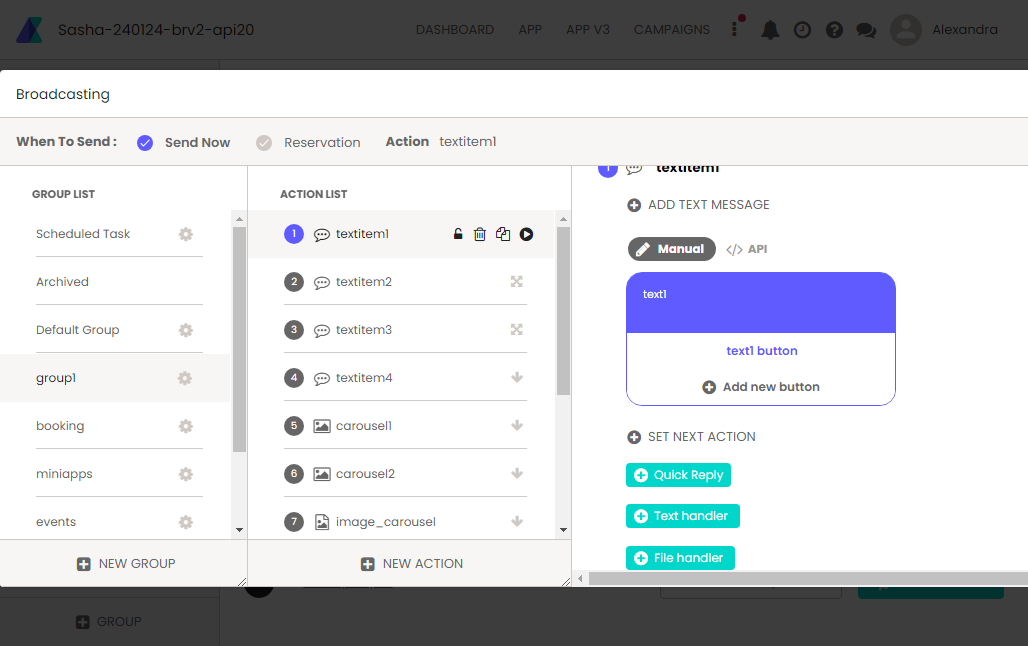 Sasha-240124-brv2-api20 DASHBOARD APP APP V3 CAMPAIGNS Alexandra
Broadcasting
When To Send : Send Now Reservation Action textitem1
GROUP LIST
Scheduled Task
Archived
Default Group
group1
booking
miniapps
events
NEW GROUP
ACTION LIST
1 textitem1
2 textitem2
3 textitem3
4 textitem4
5 carousel1
6 carousel2
7 image_carousel
NEW ACTION
1 textitem1
ADD TEXT MESSAGE
Manual </> API
text1
text1 button
Add new button
SET NEXT ACTION
Quick Reply
Text handler
File handler
GROUP